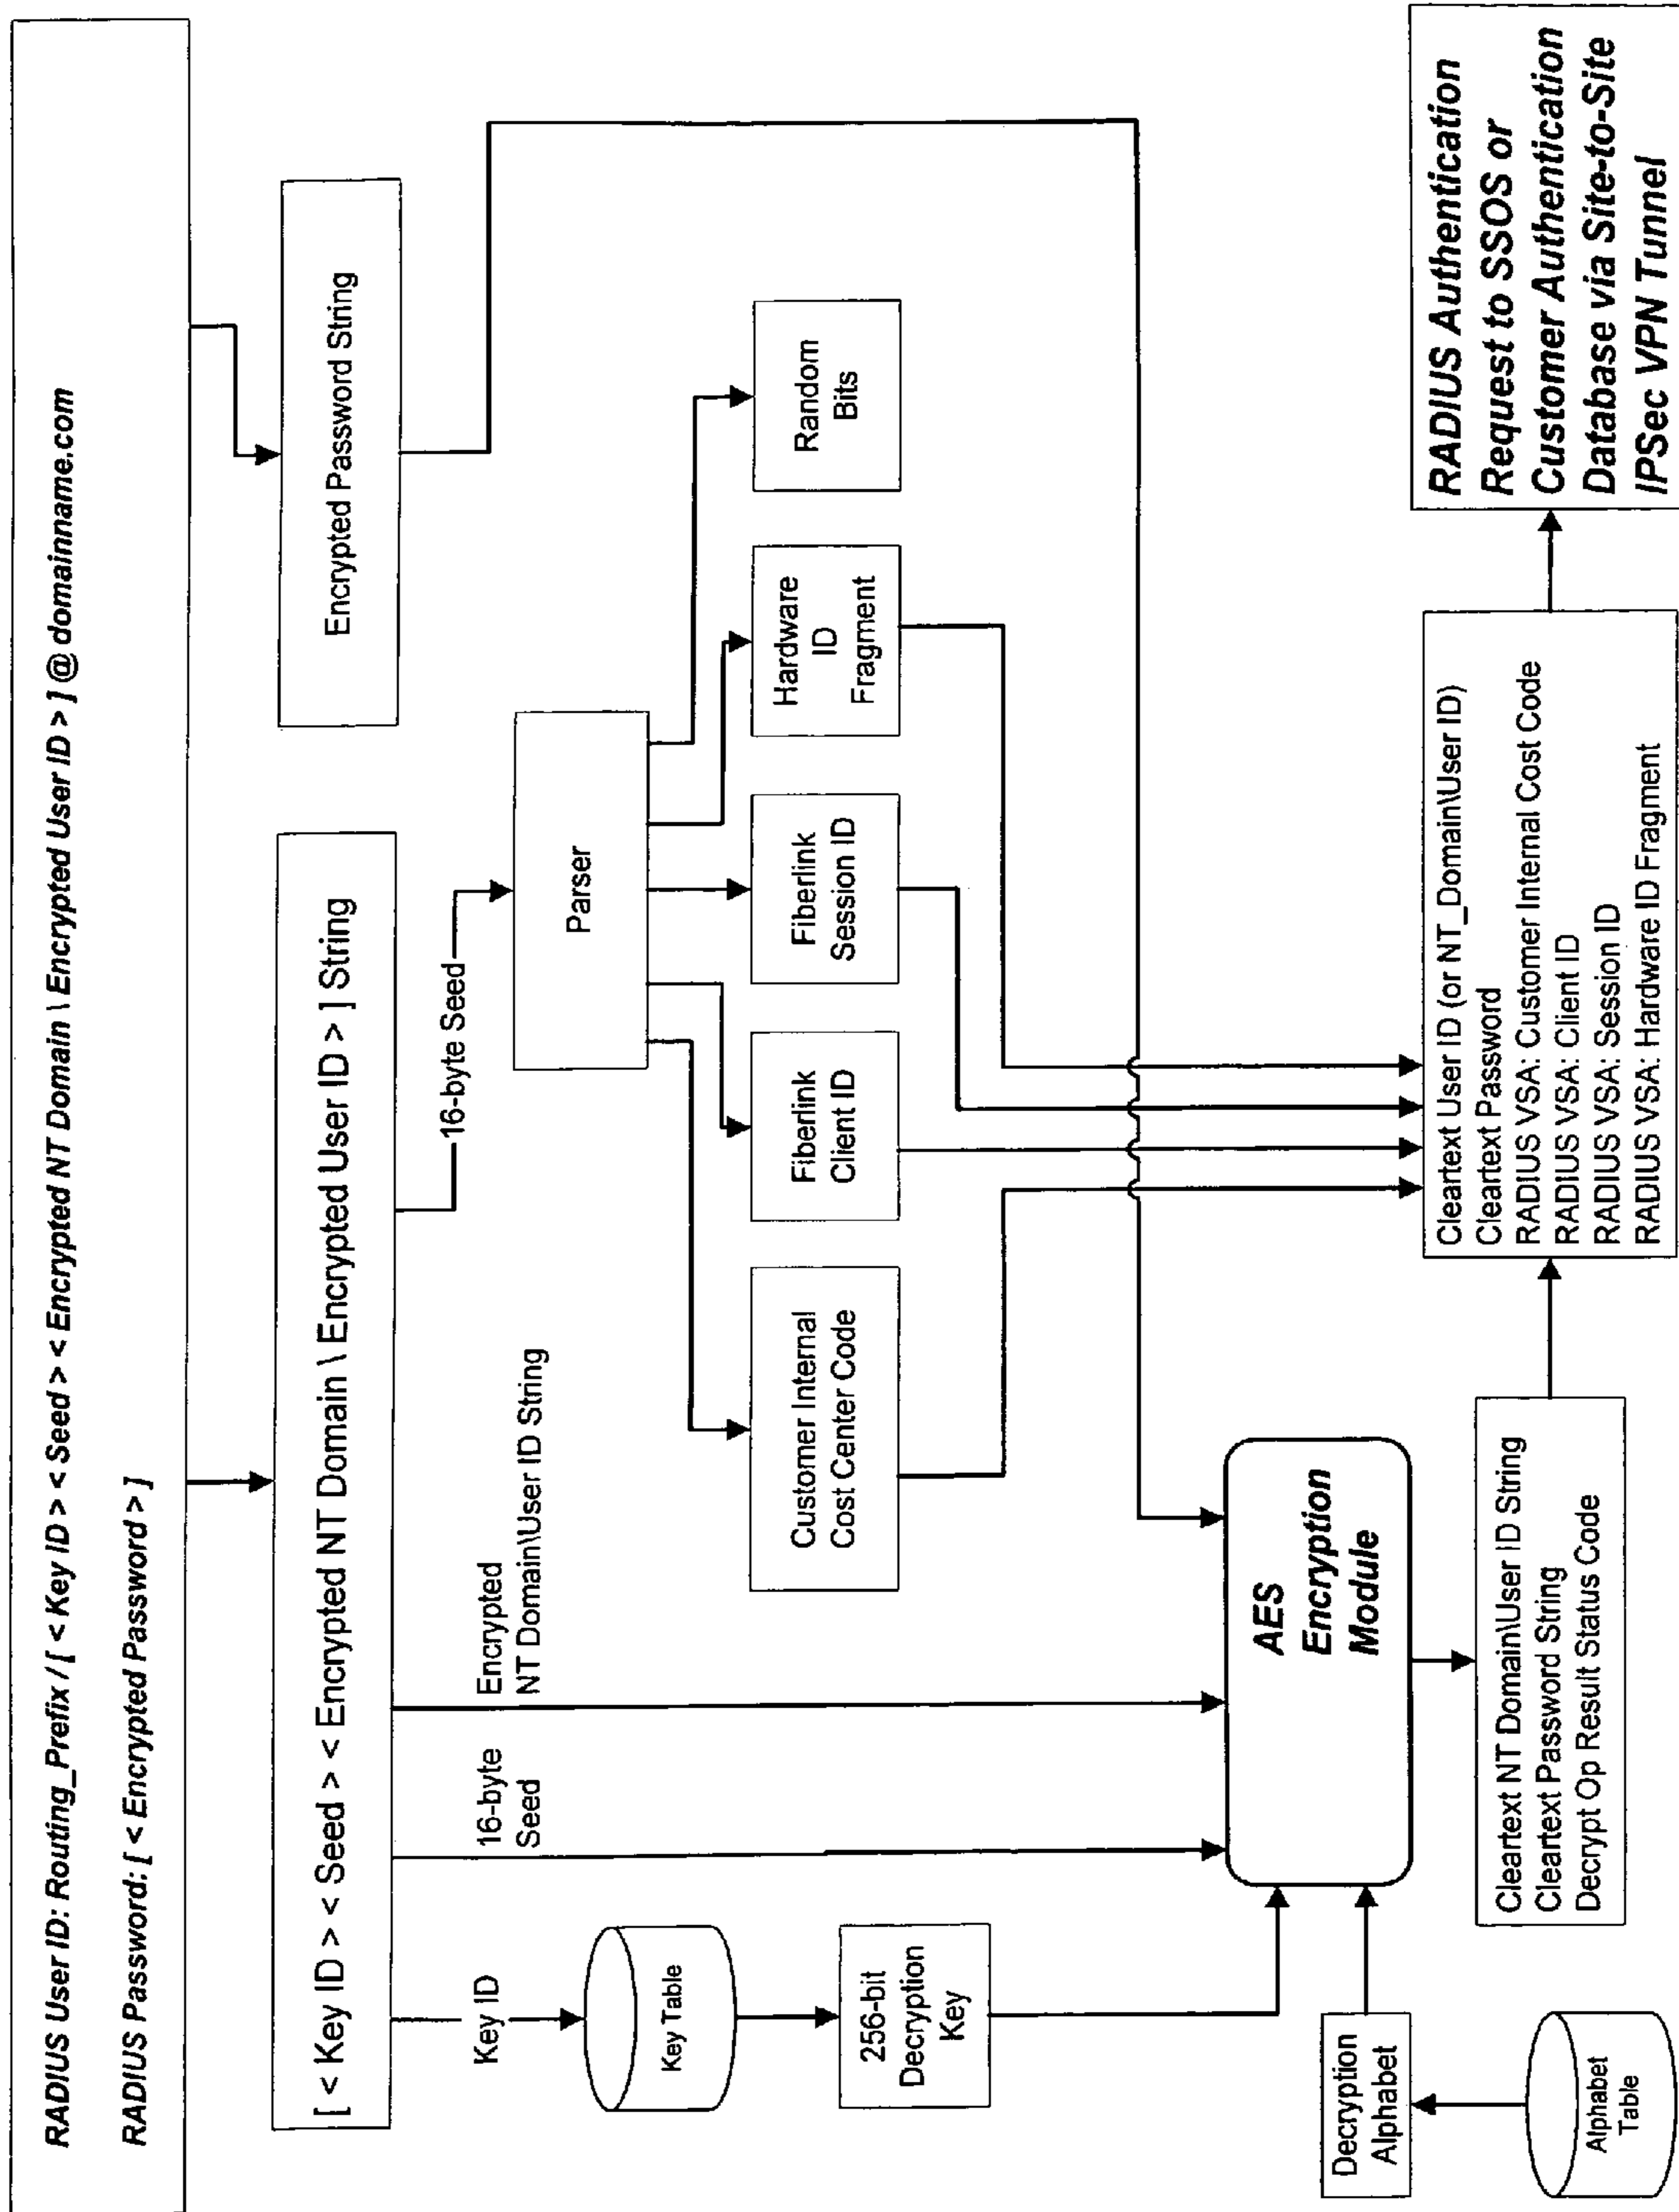 RADIUS User ID: Routing_Prefix / [ < Key ID > < Seed > < Encrypted NT Domain \ Encrypted User ID > ] @ domainname.com
RADIUS Password: [ < Encrypted Password > ]
[ < Key ID > < Seed > < Encrypted NT Domain \ Encrypted User ID > ] String
Encrypted Password String
Key ID
16-byte
Seed
Encrypted
NT Domain\User ID String
16-byte Seed
Parser
Key Table
256-bit
Decryption
Key
Customer Internal
Cost Center Code
Fiberlink
Client ID
Fiberlink
Session ID
Hardware
ID
Fragment
Random
Bits
Decryption
Alphabet
Alphabet
Table
AES
Encryption
Module
Cleartext NT Domain\User ID String
Cleartext Password String
Decrypt Op Result Status Code
Cleartext User ID (or NT_Domain\User ID)
Cleartext Password
RADIUS VSA: Customer Internal Cost Code
RADIUS VSA: Client ID
RADIUS VSA: Session ID
RADIUS VSA: Hardware ID Fragment
RADIUS Authentication
Request to SSOS or
Customer Authentication
Database via Site-to-Site
IPSec VPN Tunnel